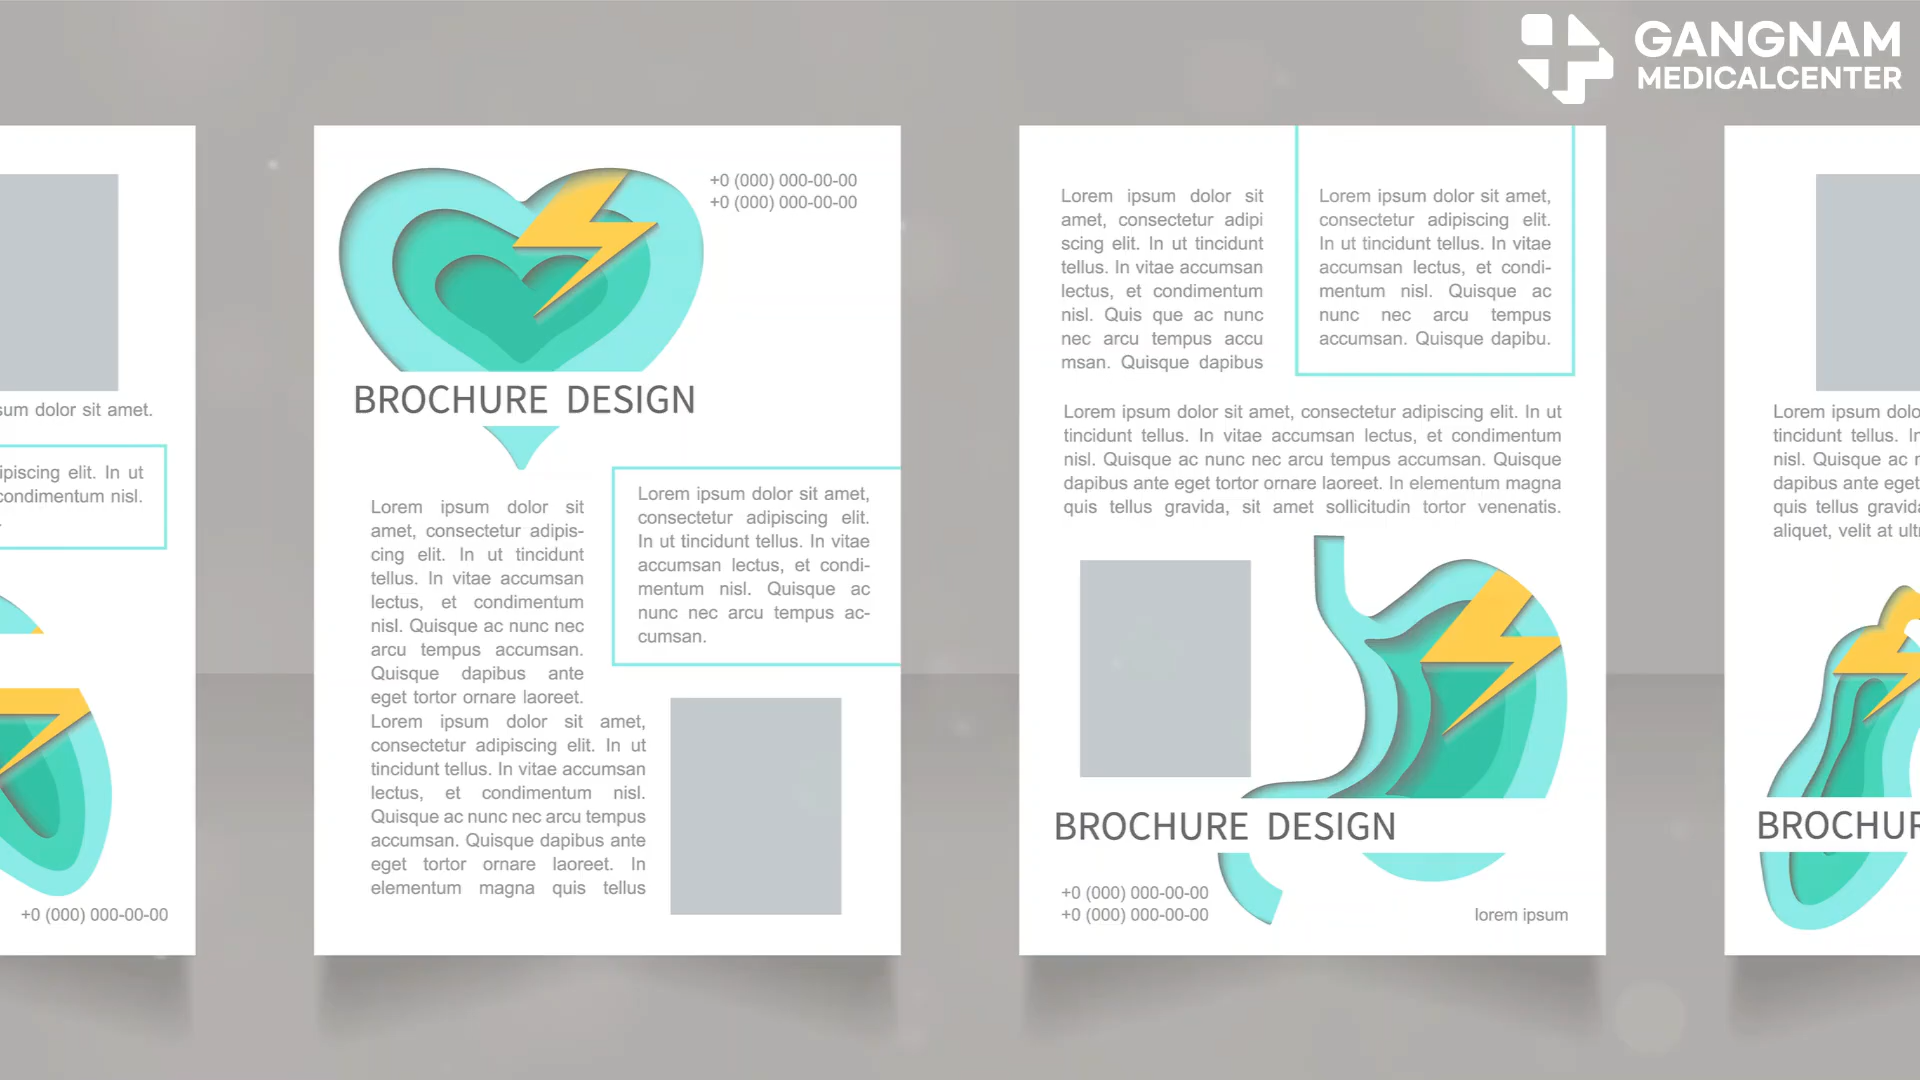 GANGNAM
MEDICALCENTER
sum dolor sit amet.
ipiscing elit. In ut
condimentum nisl.
+0 (000) 000-00-00
+0 (000) 000-00-00
+0 (000) 000-00-00
BROCHURE DESIGN
Lorem ipsum dolor sit
amet, consectetur adipis-
cing elit. In ut tincidunt
tellus. In vitae accumsan
lectus, et condimentum
nisl. Quisque ac nunc nec
arcu tempus accumsan.
Quisque dapibus ante
eget tortor ornare laoreet.
Lorem ipsum dolor sit amet,
consectetur adipiscing elit. In ut
tincidunt tellus. In vitae accumsan
lectus, et condimentum nisl.
Quisque ac nunc nec arcu tempus
accumsan. Quisque dapibus ante
eget tortor ornare laoreet. In
elementum magna quis tellus
Lorem ipsum dolor sit amet,
consectetur adipiscing elit.
In ut tincidunt tellus. In vitae
accumsan lectus, et condi-
mentum nisl. Quisque ac
nunc nec arcu tempus ac-
cumsan.
Lorem ipsum dolor sit
amet, consectetur adipi
scing elit. In ut tincidunt
tellus. In vitae accumsan
lectus, et condimentum
nisl. Quis que ac nunc
nec arcu tempus accu
msan. Quisque dapibus
Lorem ipsum dolor sit amet,
consectetur adipiscing elit.
In ut tincidunt tellus. In vitae
accumsan lectus, et condi-
mentum nisl. Quisque ac
nunc nec arcu tempus
accumsan. Quisque dapibu.
Lorem ipsum dolor sit amet, consectetur adipiscing elit. In ut
tincidunt tellus. In vitae accumsan lectus, et condimentum
nisl. Quisque ac nunc nec arcu tempus accumsan. Quisque
dapibus ante eget tortor ornare laoreet. In elementum magna
quis tellus gravida, sit amet sollicitudin tortor venenatis.
BROCHURE DESIGN
+0 (000) 000-00-00
+0 (000) 000-00-00
lorem ipsum
Lorem ipsum dolo
tincidunt tellus. In
nisl. Quisque ac
dapibus ante eget
quis tellus
aliquet, velit at
BROCHUR